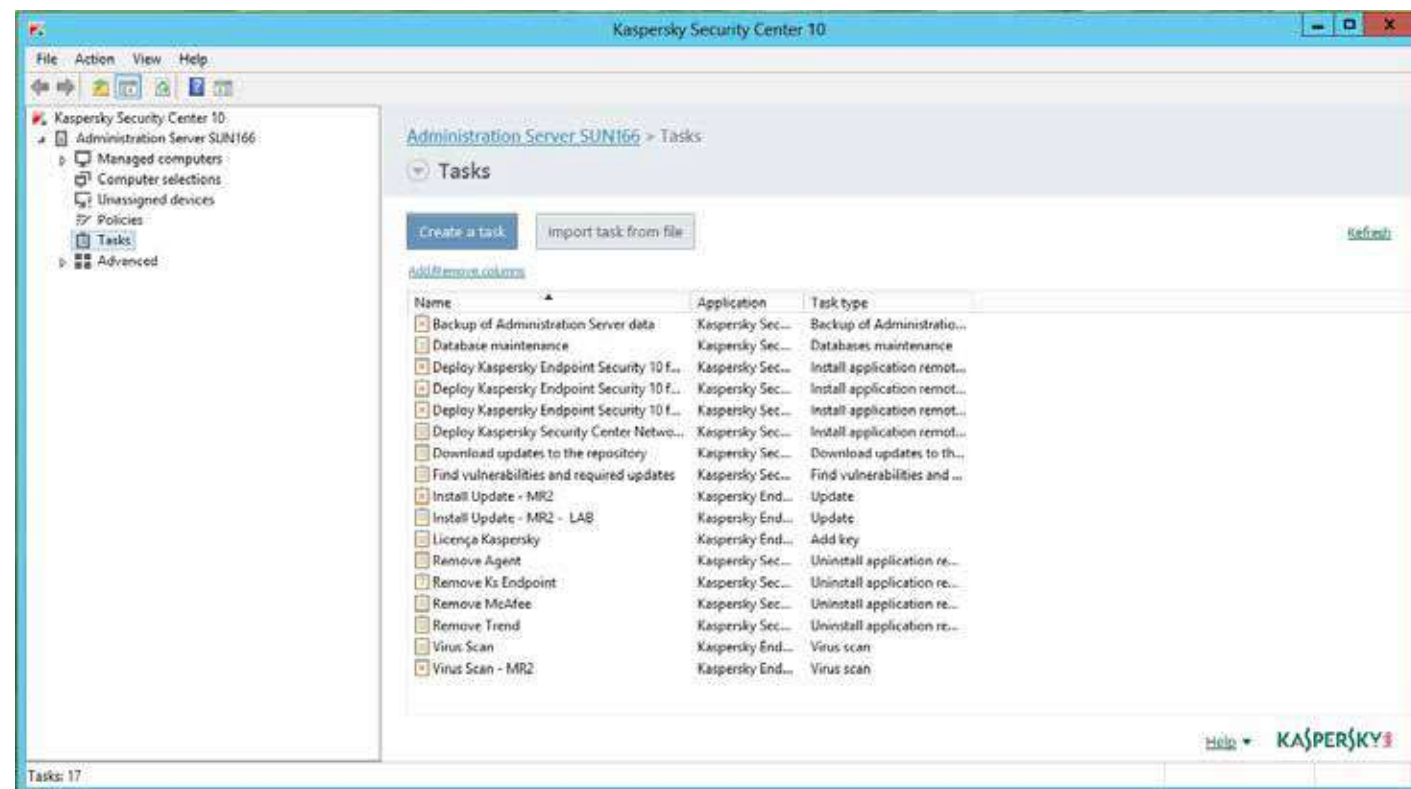 Kaspersky Security Center 10
File Action View Help
Kaspersky Security Center 10
Administration Server SUN166
Managed computers
Computer selections
Unassigned devices
Policies
Tasks
Advanced
Administration Server SUN166 > Tasks
Tasks
Create a task Import task from file Refresh
Add/Remove columns
Name Application Task type
Backup of Administration Server data Kaspersky Sec... Backup of Administratio...
Database maintenance Kaspersky Sec... Databases maintenance
Deploy Kaspersky Endpoint Security 10 f... Kaspersky Sec... Install application remot...
Deploy Kaspersky Endpoint Security 10 f... Kaspersky Sec... Install application remot...
Deploy Kaspersky Endpoint Security 10 f... Kaspersky Sec... Install application remot...
Deploy Kaspersky Security Center Netwo... Kaspersky Sec... Install application remot...
Download updates to the repository Kaspersky Sec... Download updates to th...
Find vulnerabilities and required updates Kaspersky Sec... Find vulnerabilities and ...
Install Update - MR2 Kaspersky End... Update
Install Update - MR2 - LAB Kaspersky End... Update
Licença Kaspersky Kaspersky End... Add key
Remove Agent Kaspersky Sec... Uninstall application re...
Remove Ks Endpoint Kaspersky Sec... Uninstall application re...
Remove McAfee Kaspersky Sec... Uninstall application re...
Remove Trend Kaspersky Sec... Uninstall application re...
Virus Scan Kaspersky End... Virus scan
Virus Scan - MR2 Kaspersky End... Virus scan
Help KASPERSKY
Tasks: 17